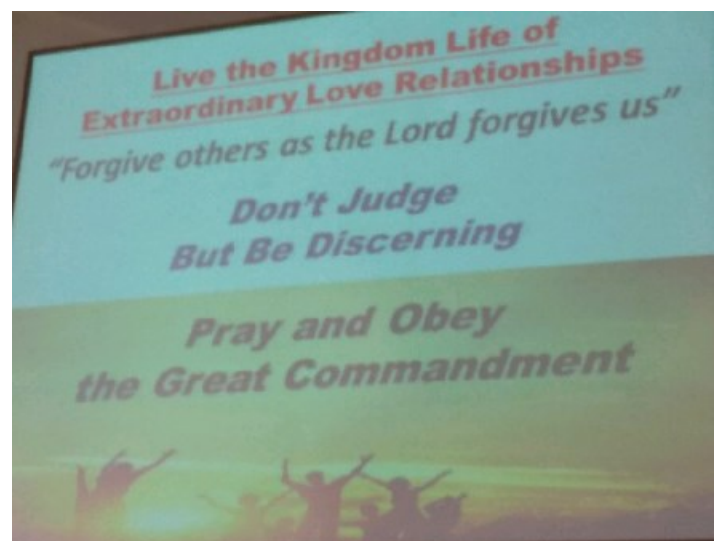 Live the Kingdom Life of
Extraordinary Love Relationships
“Forgive others as the Lord forgives us”
Don’t Judge
But Be Discerning
Pray and Obey
the Great Commandment